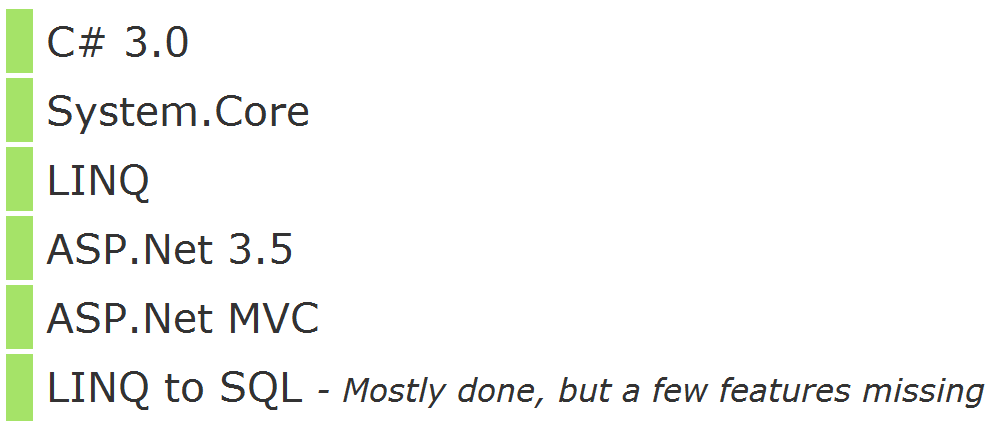 C# 3.0
System.Core
LINQ
ASP.Net 3.5
ASP.Net MVC
LINQ to SQL - Mostly done, but a few features missing